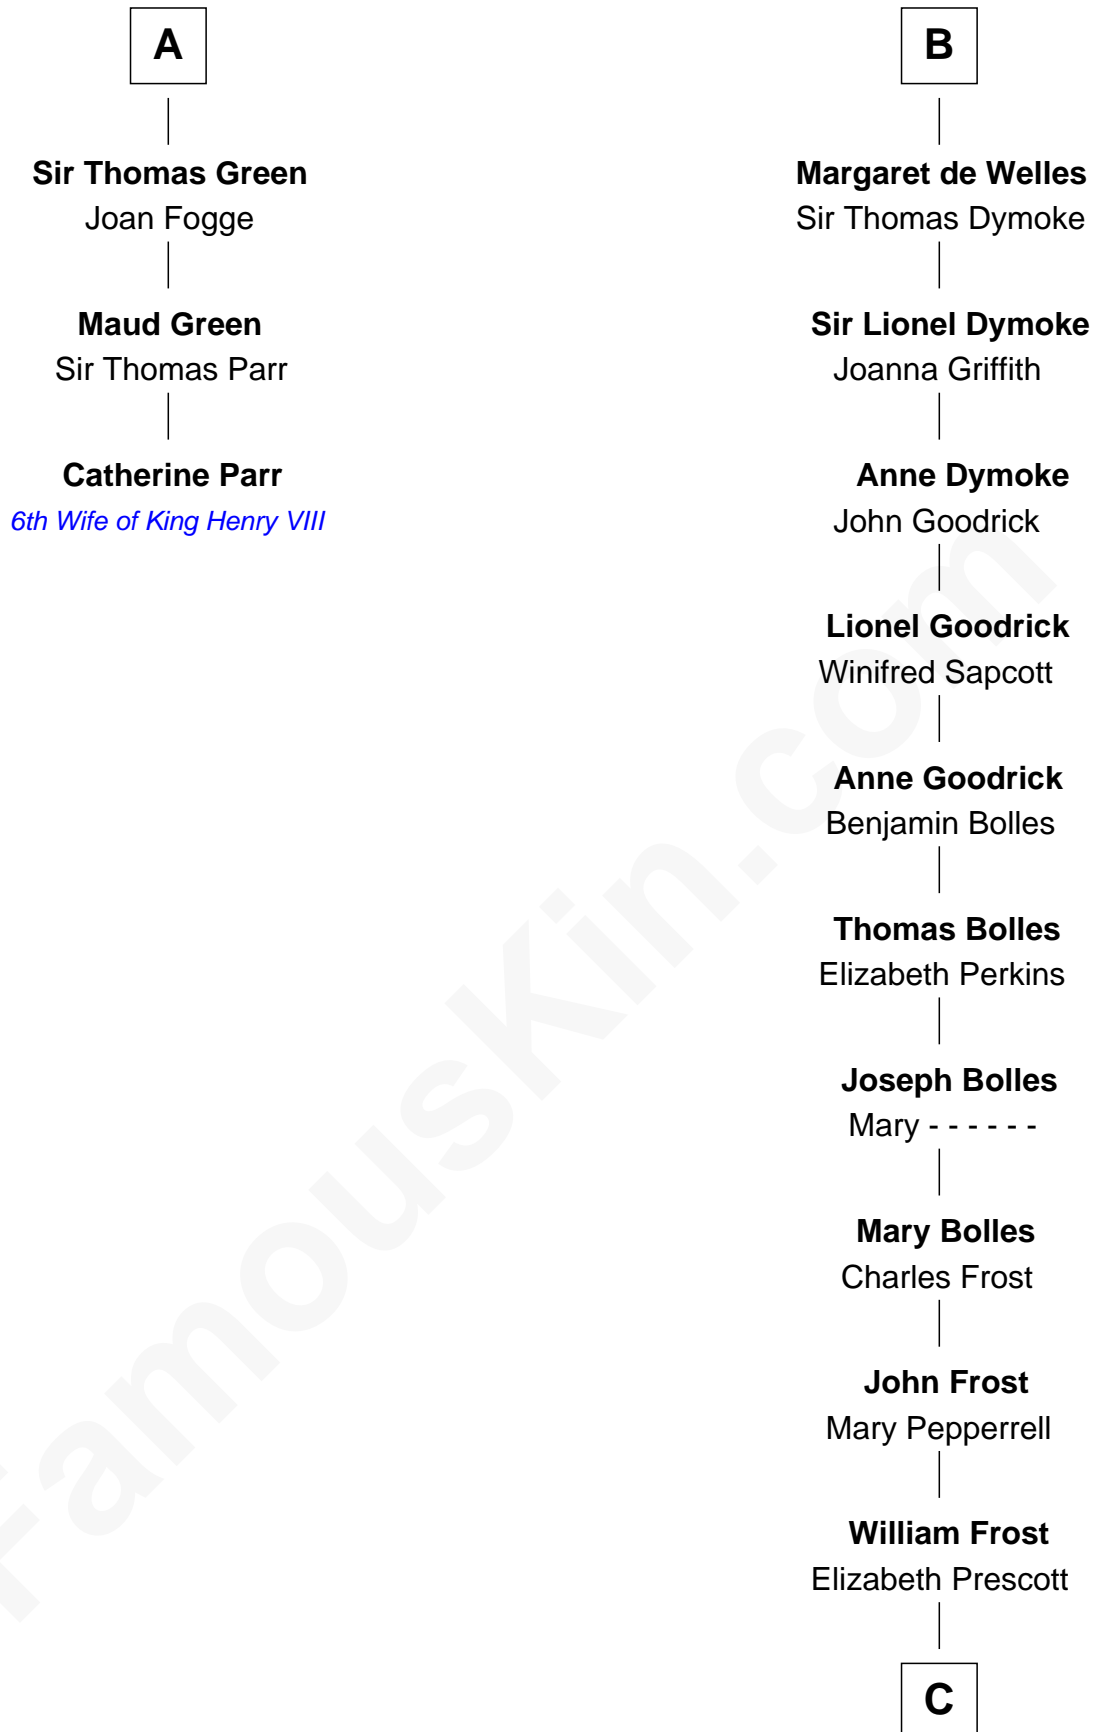 A
Sir Thomas Green
Joan Fogge
Maud Green
Sir Thomas Parr
Catherine Parr
6th Wife of King Henry VIII
B
Margaret de Welles
Sir Thomas Dymoke
Sir Lionel Dymoke
Joanna Griffith
Anne Dymoke
John Goodrick
Lionel Goodrick
Winifred Sapcott
Anne Goodrick
Benjamin Bolles
Thomas Bolles
Elizabeth Perkins
Joseph Bolles
Mary - - - - - -
Mary Bolles
Charles Frost
John Frost
Mary Pepperrell
William Frost
Elizabeth Prescott
C
FamousKin.com